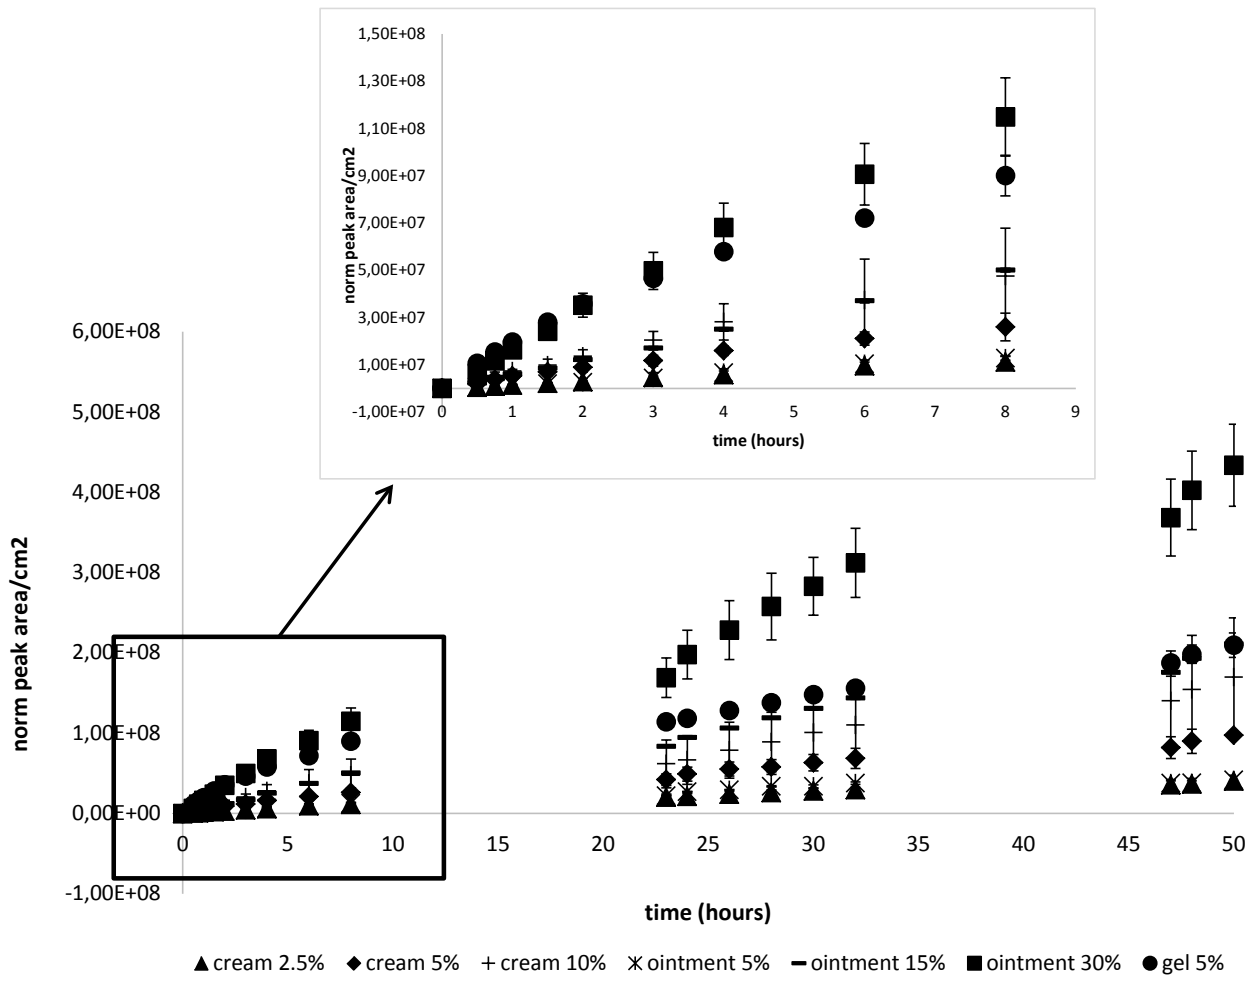 1,50E+08
1,30E+08
1,10E+08
9,00E+07
7,00E+07
5,00E+07
3,00E+07
1,00E+07
-1,00E+07
norm peak area/cm2
0 1 2 3 4 5 6 7 8 9
time (hours)
6,00E+08
5,00E+08
4,00E+08
3,00E+08
2,00E+08
1,00E+08
0,00E+00
-1,00E+08
norm peak area/cm2
0 5 10 15 20 25 30 35 40 45 50
time (hours)
cream 2.5% cream 5% cream 10% ointment 5% ointment 15% ointment 30% gel 5%